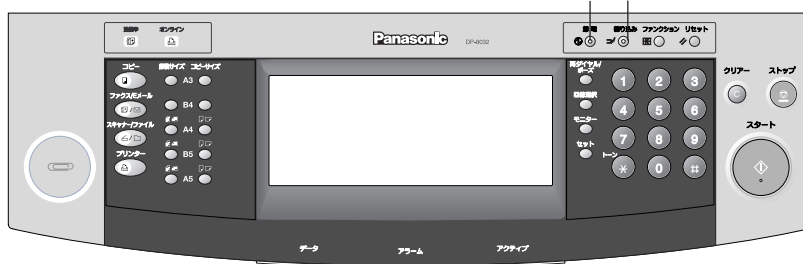 通信中 オンライン
Panasonic DP-8032
節電 割り込み ファンクション リセット
コピー
原稿サイズ コピーサイズ
A3
ファクス/Eメール
B4
スキャナー/ファイル
A4
プリンター
B5
A5
再ダイヤル/
ポーズ
回線選択
モニター
セット
トーン
1 2 3
4 5 6
7 8 9
* 0 #
クリアー ストップ
C
スタート
データ アラーム アクティブ